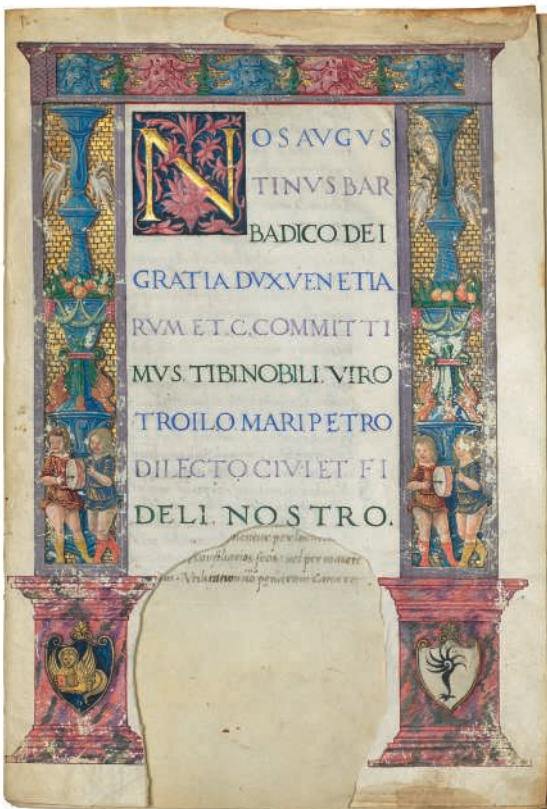 NOS AVGVS
TINVS BAR
BADICO DEI
GRATIA DVX VENETIA
RVM ET. C. COMMITTI
MVS. TIBI NOBILI. VIRO
TROILO MARIPETRO
DILECTO CIVI ET FI
DELI. NOSTRO.